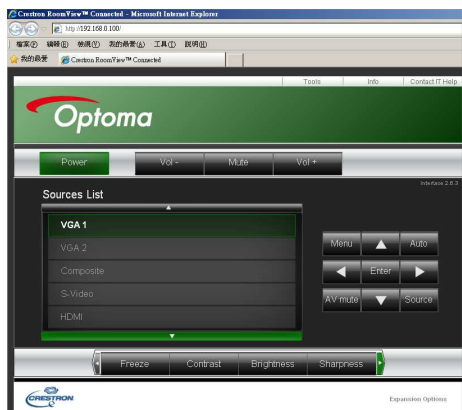 Crestron RoomView™ Connected - Microsoft Internet Explorer
http://192.168.0.100/
檔案(F) 編輯(E) 檢視(V) 我的最愛(A) 工具(T) 說明(H)
我的最愛 Crestron RoomView™ Connected
Tools Info Contact IT Help
Optoma
Power Vol - Mute Vol +
Interface 2.6.3
Sources List
VGA 1
VGA 2
Composite
S-Video
HDMI
Menu Auto
Enter
AV mute Source
Freeze Contrast Brightness Sharpness
CRESTRON
Expansion Options